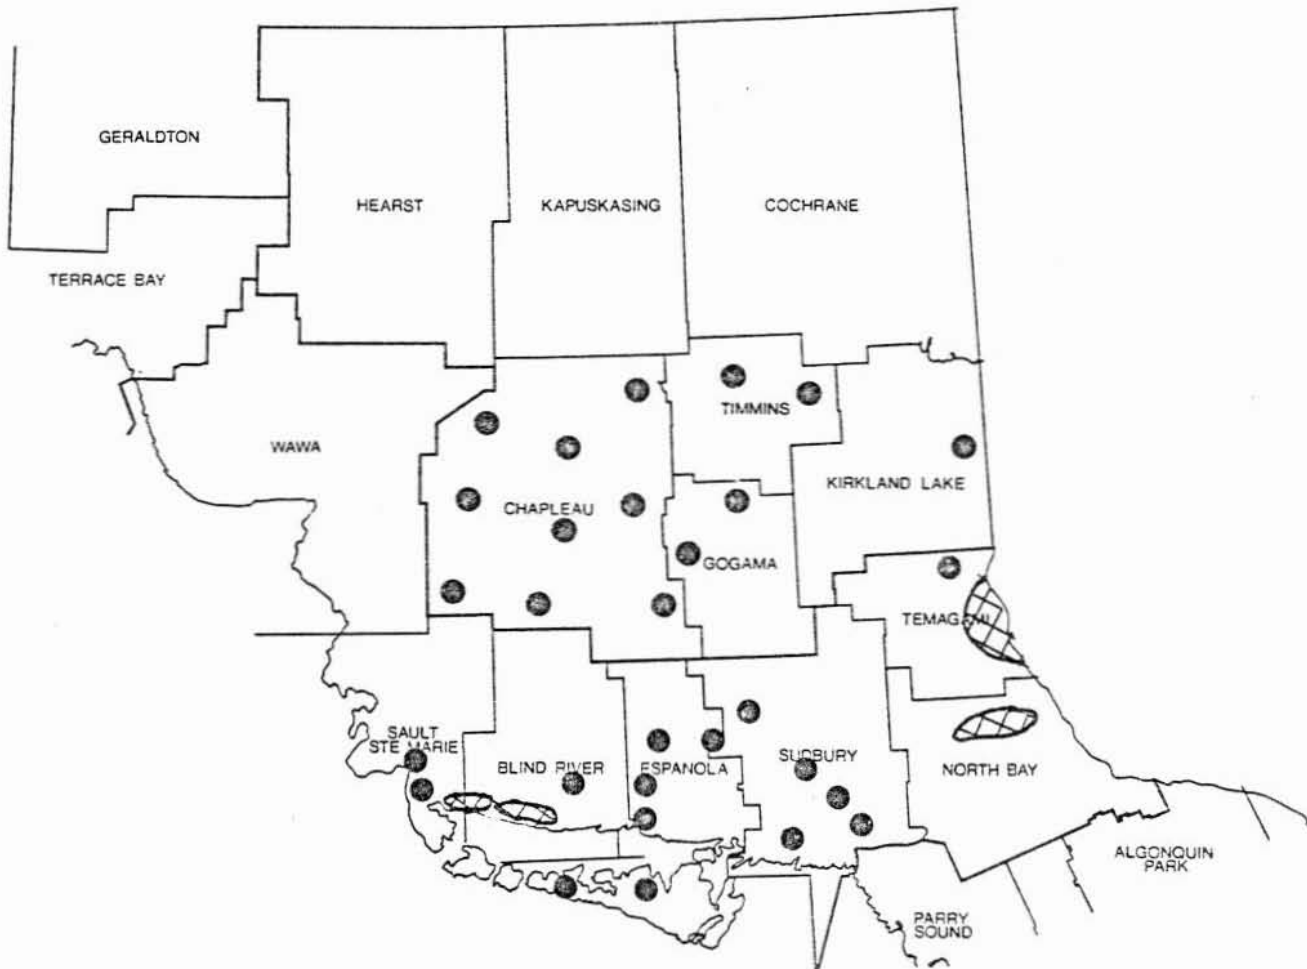 GERALDTON
HEARST
KAPUSKASING
COCHRANE
TERRACE BAY
TIMMINS
WAWA
KIRKLAND LAKE
CHAPLEAU
GOGAMA
TEMAGAMI
SAULT
STE MARIE
BLIND RIVER
ESPANOLA
SUDBURY
NORTH BAY
ALGONQUIN
PARK
PARRY
SOUND